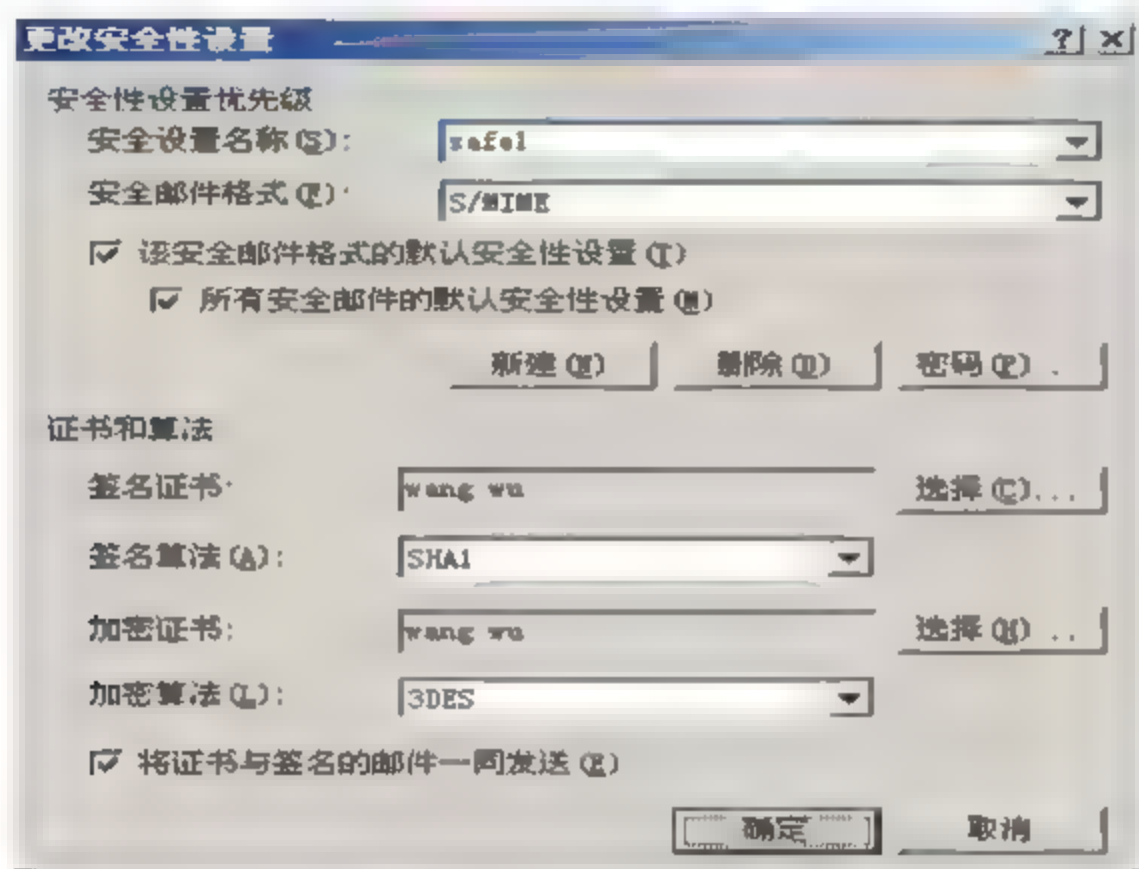 更改安全性设置
安全性设置优先级
安全设置名称(S): safe1
安全邮件格式(F): S/MIME
该安全邮件格式的默认安全性设置(T)
所有安全邮件的默认安全性设置(M)
新建(N) 删除(D) 密码(P)..
证书和算法
签名证书: wang wu 选择(C)...
签名算法(A): SHA1
加密证书: wang wu 选择(H)...
加密算法(L): 3DES
将证书与签名的邮件一同发送(E)
确定 取消